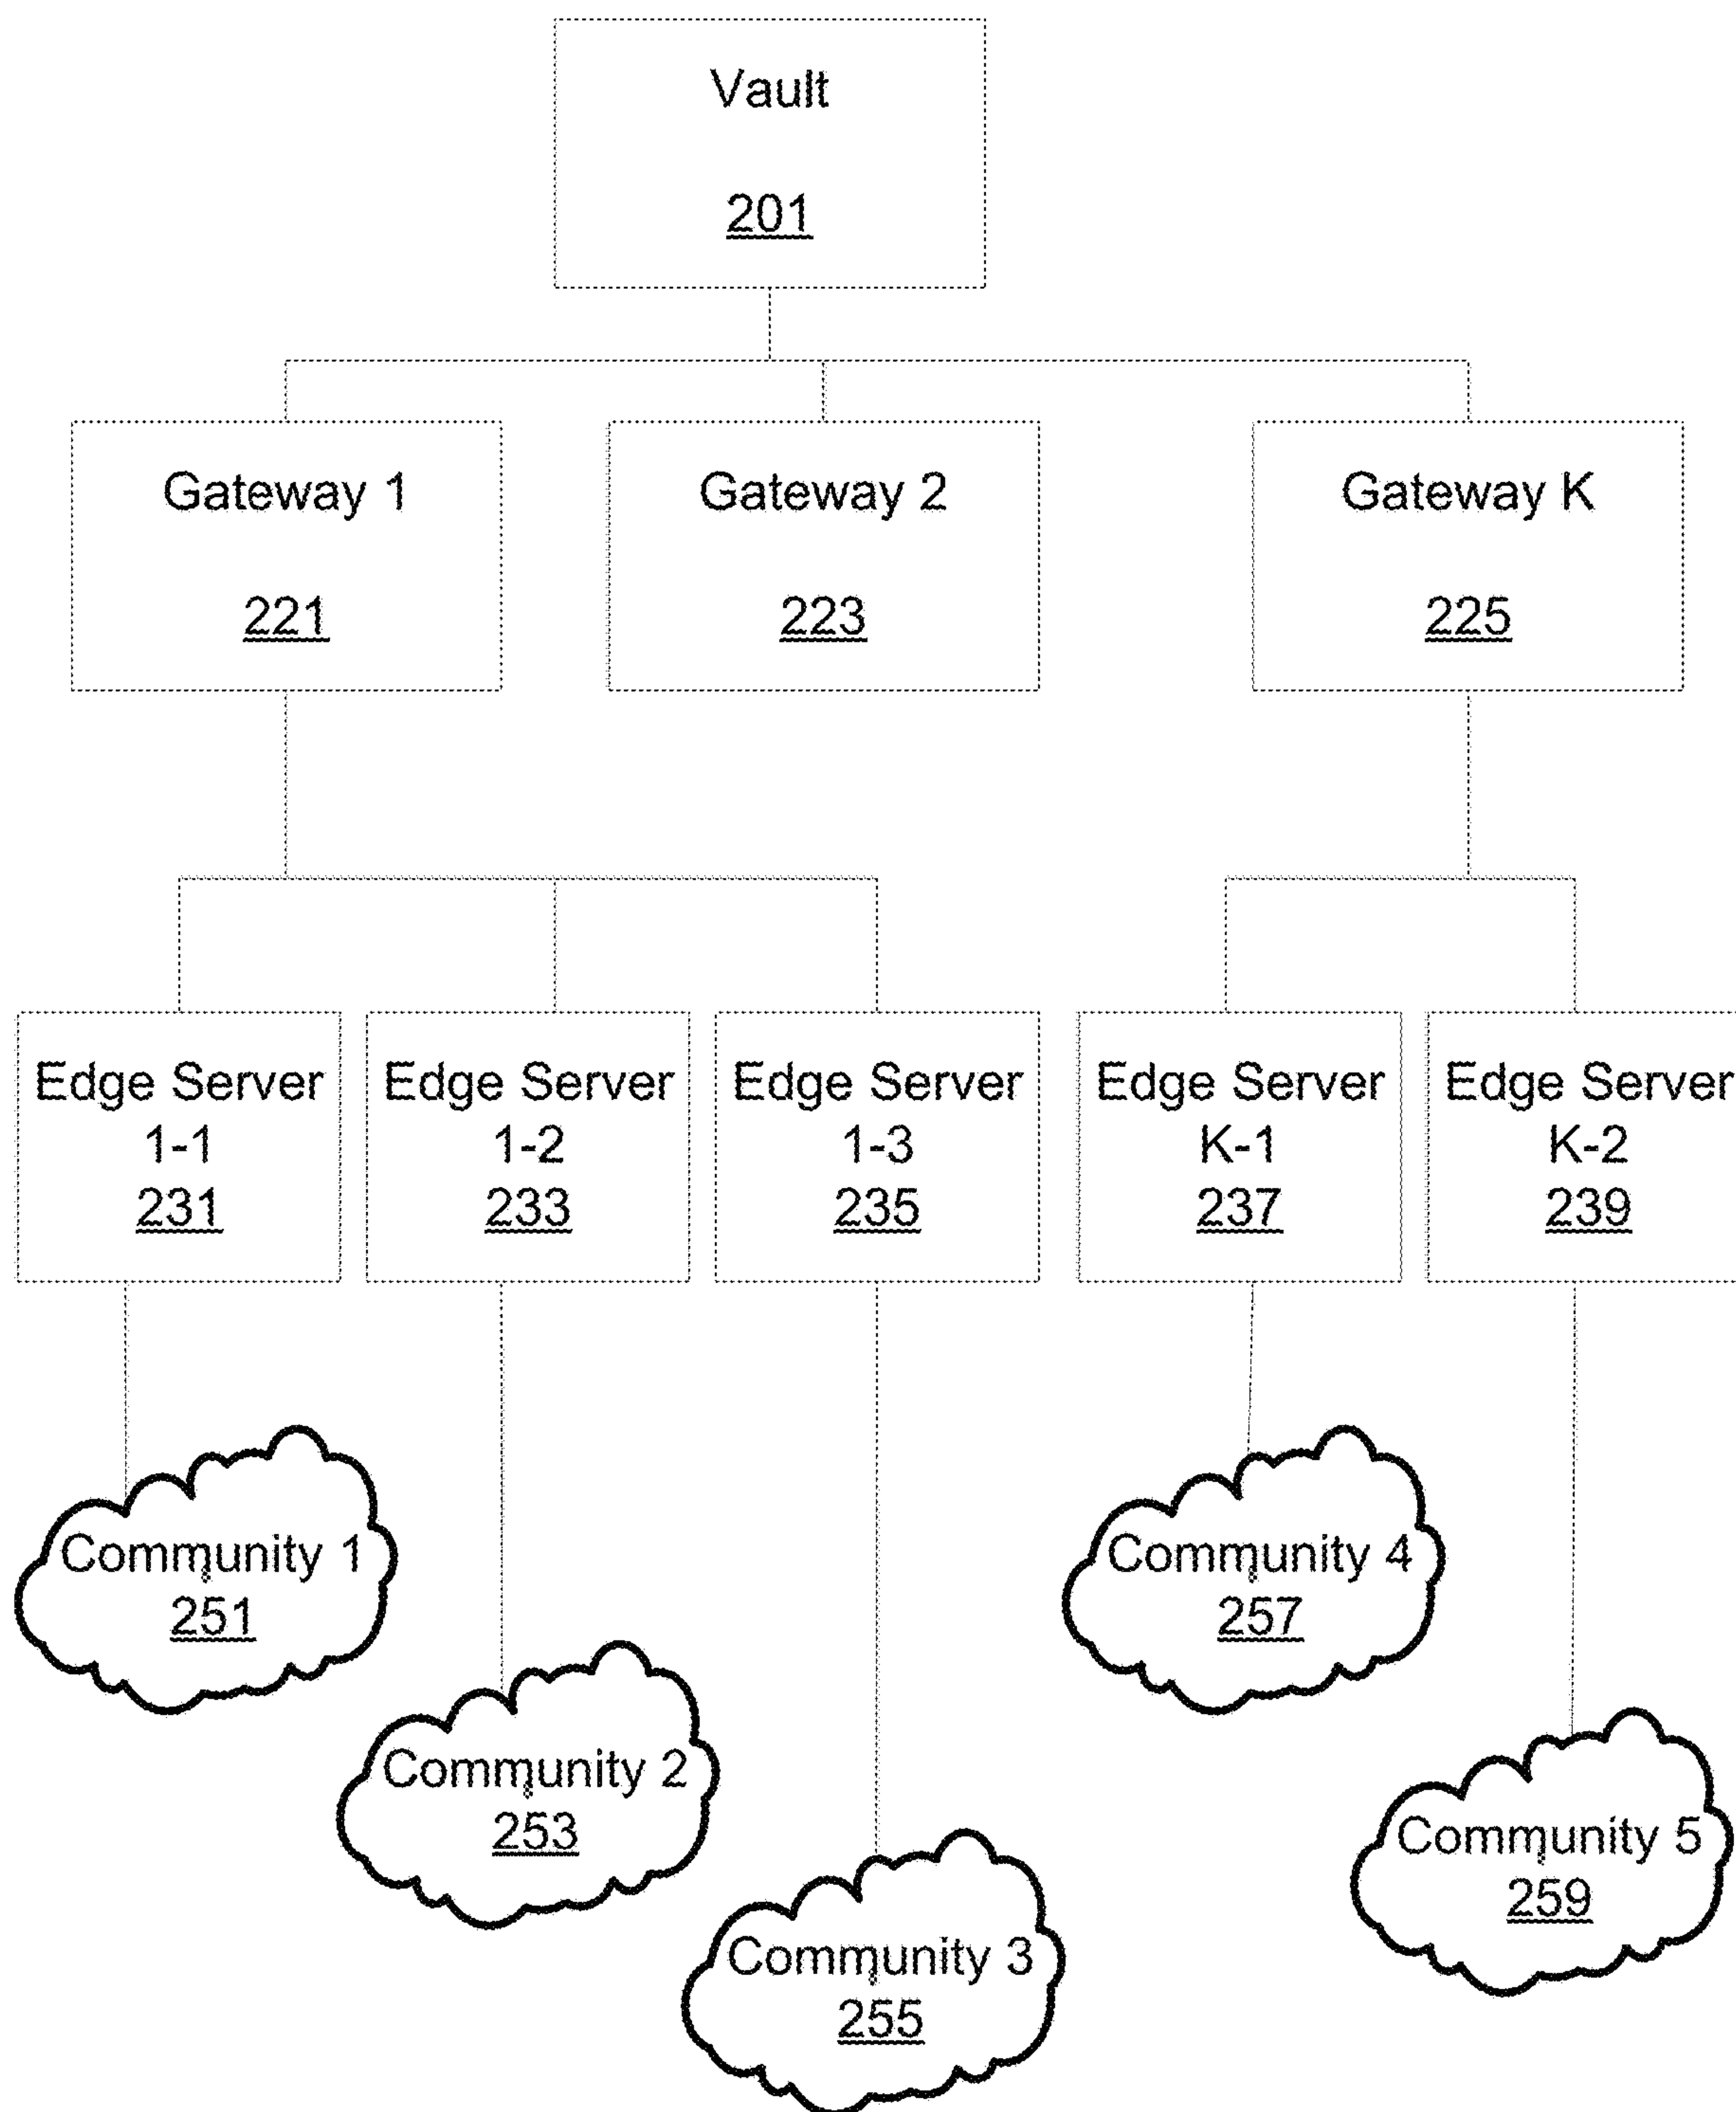 Vault
201
Gateway 1
221
Gateway 2
223
Gateway K
225
Edge Server
1-1
231
Edge Server
1-2
233
Edge Server
1-3
235
Edge Server
K-1
237
Edge Server
K-2
239
Community 1
251
Community 2
253
Community 3
255
Community 4
257
Community 5
259